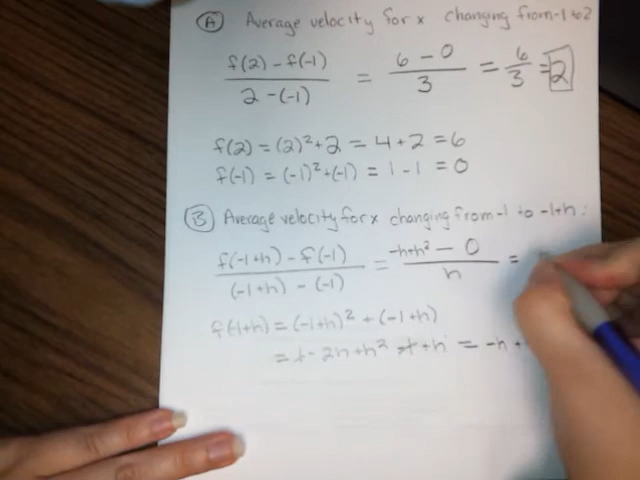 A Average velocity for x changing from -1 to 2
f(2) - f(-1) / 2 - (-1) = 6 - 0 / 3 = 6/3 = 2
f(2) = (2)² + 2 = 4 + 2 = 6
f(-1) = (-1)² + (-1) = 1 - 1 = 0
B Average velocity for x changing from -1 to -1+h:
f(-1+h) - f(-1) / (-1+h) - (-1) = -h+h² - 0 / h =
f(-1+h) = (-1+h)² + (-1+h)
= 1 - 2h + h² - 1 + h = -h +